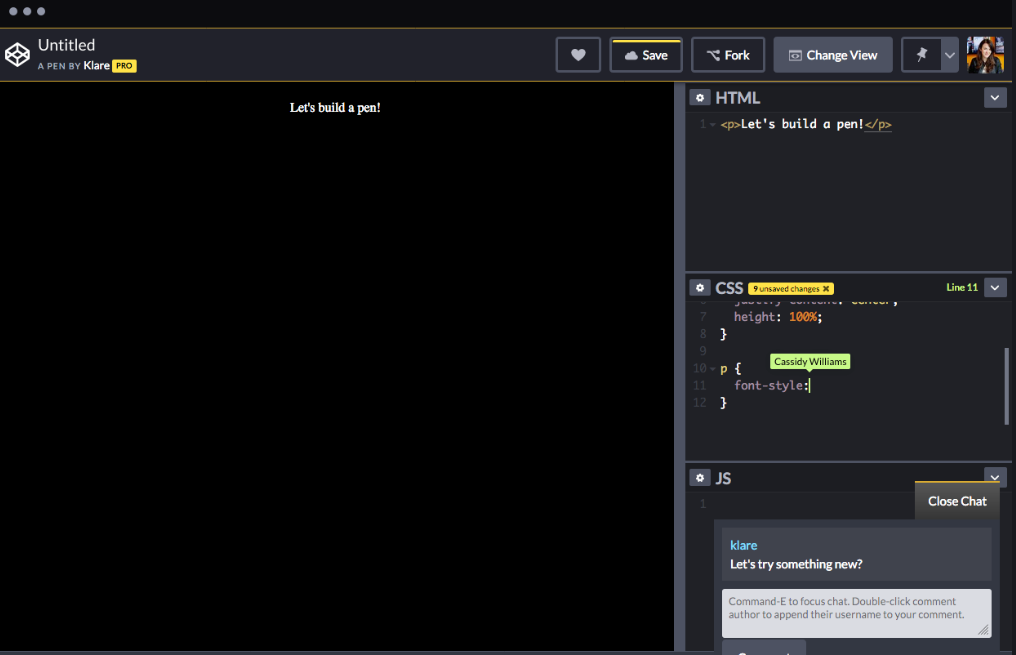 Untitled
A PEN BY Klare PRO
Save
Fork
Change View
Let's build a pen!
HTML
1 <p>Let's build a pen!</p>
CSS 9 unsaved changes ✖ Line 11
6 justify-content: center;
7 height: 100%;
8 }
9
Cassidy Williams
10 p {
11 font-style:
12 }
JS
1
Close Chat
klare
Let's try something new?
Command-E to focus chat. Double-click comment
author to append their username to your comment.